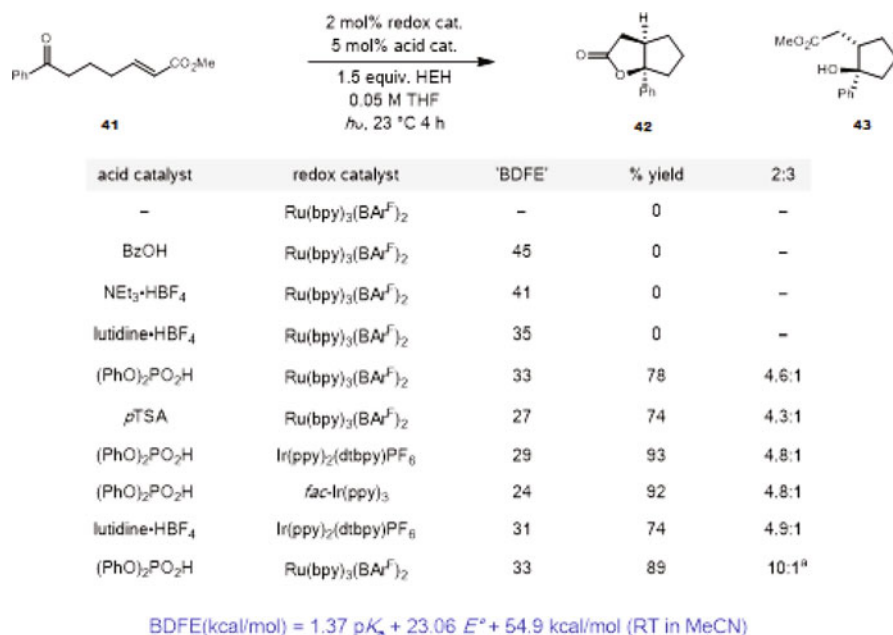 O
Ph
CO₂Me
41
2 mol% redox cat.
5 mol% acid cat.
1.5 equiv. HEH
0.05 M THF
hυ, 23 °C 4 h
H
O
O
Ph
42
MeO₂C
HO
Ph
43
acid catalyst redox catalyst 'BDFE' % yield 2:3
– Ru(bpy)₃(BArF)₂ – 0 –
BzOH Ru(bpy)₃(BArF)₂ 45 0 –
NEt₃•HBF₄ Ru(bpy)₃(BArF)₂ 41 0 –
lutidine•HBF₄ Ru(bpy)₃(BArF)₂ 35 0 –
(PhO)₂PO₂H Ru(bpy)₃(BArF)₂ 33 78 4.6:1
pTSA Ru(bpy)₃(BArF)₂ 27 74 4.3:1
(PhO)₂PO₂H Ir(ppy)₂(dtbpy)PF₆ 29 93 4.8:1
(PhO)₂PO₂H fac-Ir(ppy)₃ 24 92 4.8:1
lutidine•HBF₄ Ir(ppy)₂(dtbpy)PF₆ 31 74 4.9:1
(PhO)₂PO₂H Ru(bpy)₃(BArF)₂ 33 89 10:1ᵃ
BDFE(kcal/mol) = 1.37 pKₐ + 23.06 E° + 54.9 kcal/mol (RT in MeCN)